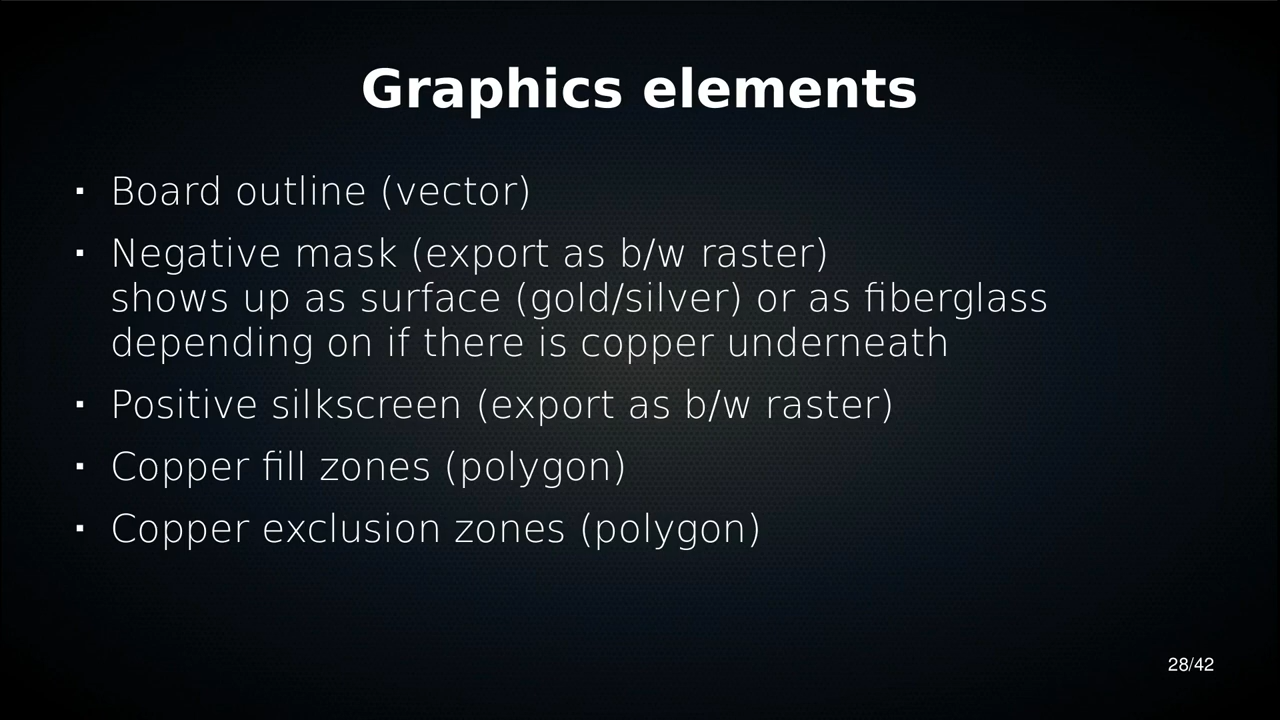 Graphics elements
▪ Board outline (vector)
▪ Negative mask (export as b/w raster)
shows up as surface (gold/silver) or as fiberglass
depending on if there is copper underneath
▪ Positive silkscreen (export as b/w raster)
▪ Copper fill zones (polygon)
▪ Copper exclusion zones (polygon)
28/42